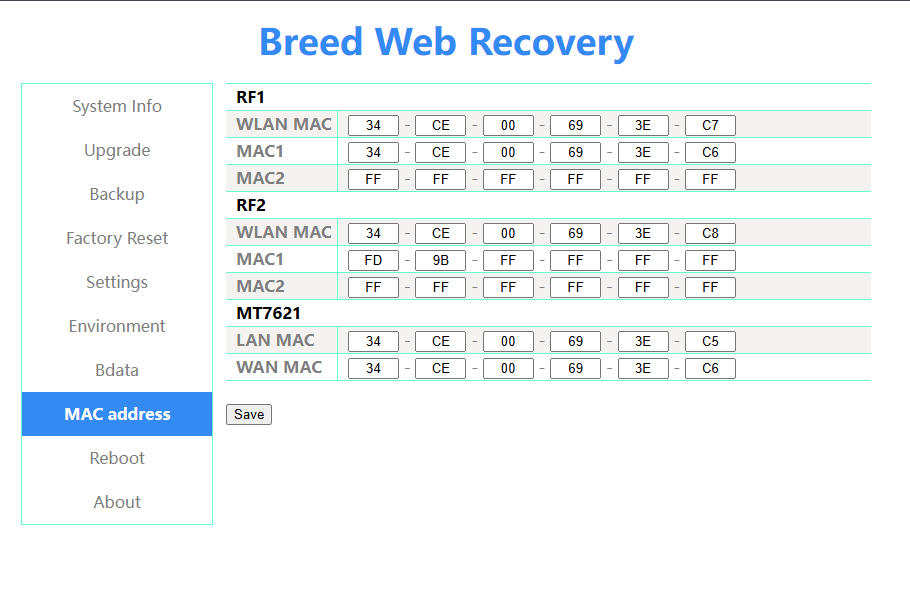 Breed Web Recovery
System Info
Upgrade
Backup
Factory Reset
Settings
Environment
Bdata
MAC address
Reboot
About
RF1
WLAN MAC 34 - CE - 00 - 69 - 3E - C7
MAC1 34 - CE - 00 - 69 - 3E - C6
MAC2 FF - FF - FF - FF - FF - FF
RF2
WLAN MAC 34 - CE - 00 - 69 - 3E - C8
MAC1 FD - 9B - FF - FF - FF - FF
MAC2 FF - FF - FF - FF - FF - FF
MT7621
LAN MAC 34 - CE - 00 - 69 - 3E - C5
WAN MAC 34 - CE - 00 - 69 - 3E - C6
Save